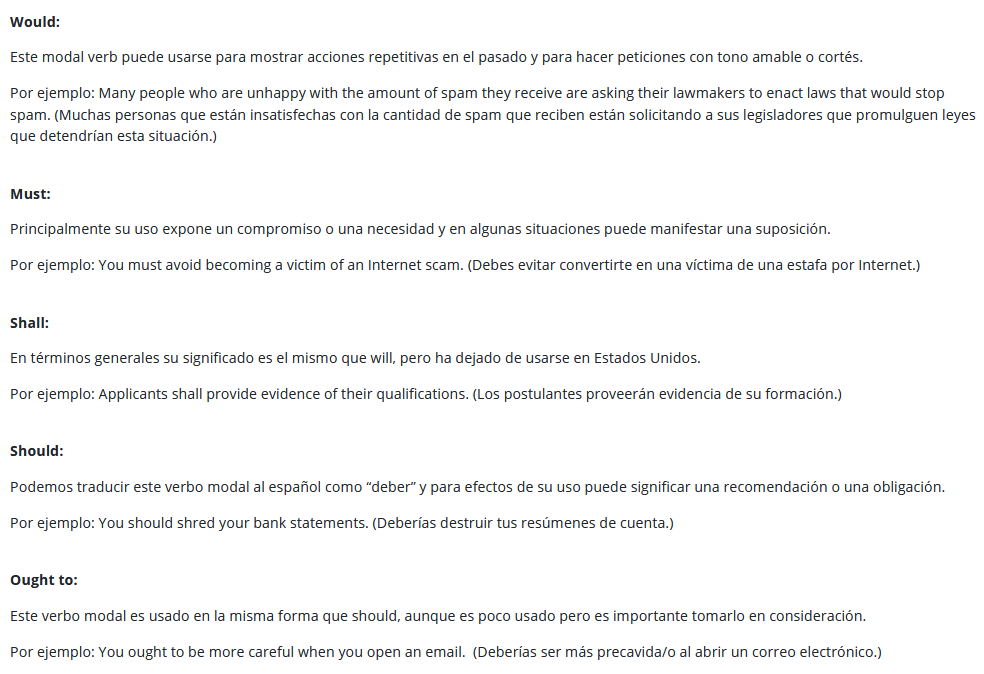 Would:
Este modal verb puede usarse para mostrar acciones repetitivas en el pasado y para hacer peticiones con tono amable o cortés.
Por ejemplo: Many people who are unhappy with the amount of spam they receive are asking their lawmakers to enact laws that would stop
spam. (Muchas personas que están insatisfechas con la cantidad de spam que reciben están solicitando a sus legisladores que promulguen leyes
que detendrían esta situación.)
Must:
Principalmente su uso expone un compromiso o una necesidad y en algunas situaciones puede manifestar una suposición.
Por ejemplo: You must avoid becoming a victim of an Internet scam. (Debes evitar convertirte en una víctima de una estafa por Internet.)
Shall:
En términos generales su significado es el mismo que will, pero ha dejado de usarse en Estados Unidos.
Por ejemplo: Applicants shall provide evidence of their qualifications. (Los postulantes proveerán evidencia de su formación.)
Should:
Podemos traducir este verbo modal al español como “deber” y para efectos de su uso puede significar una recomendación o una obligación.
Por ejemplo: You should shred your bank statements. (Deberías destruir tus resúmenes de cuenta.)
Ought to:
Este verbo modal es usado en la misma forma que should, aunque es poco usado pero es importante tomarlo en consideración.
Por ejemplo: You ought to be more careful when you open an email.  (Deberías ser más precavida/o al abrir un correo electrónico.)